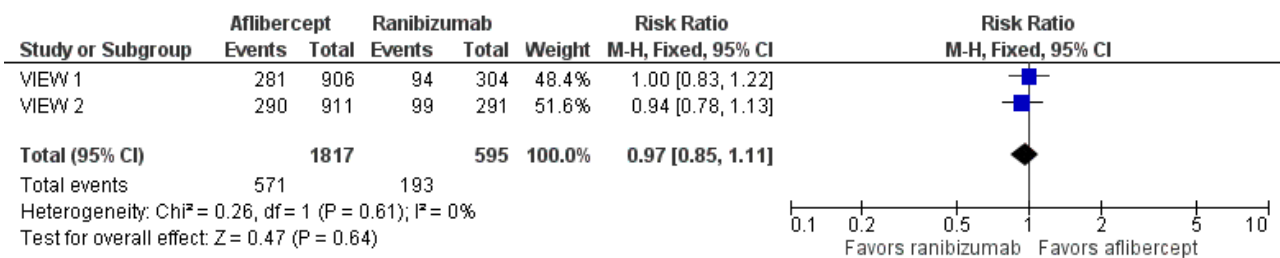 Aflibercept Ranibizumab Risk Ratio Risk Ratio
Study or Subgroup Events Total Events Total Weight M-H, Fixed, 95% CI M-H, Fixed, 95% CI
VIEW 1 281 906 94 304 48.4% 1.00 [0.83, 1.22]
VIEW 2 290 911 99 291 51.6% 0.94 [0.78, 1.13]
Total (95% CI) 1817 595 100.0% 0.97 [0.85, 1.11]
Total events 571 193
Heterogeneity: Chi² = 0.26, df = 1 (P = 0.61); I² = 0%
Test for overall effect: Z = 0.47 (P = 0.64)
0.1 0.2 0.5 1 2 5 10
Favors ranibizumab Favors aflibercept